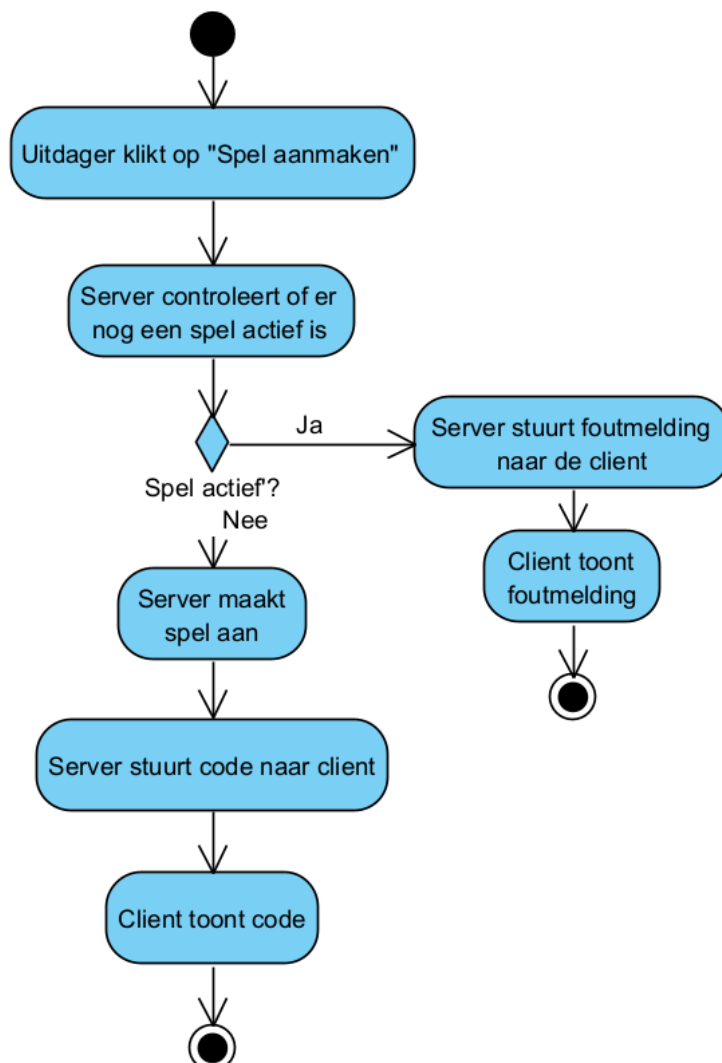 Uitdager klikt op "Spel aanmaken"
Server controleert of er
nog een spel actief is
Ja
Server stuurt foutmelding
naar de client
Spel actief'?
Nee
Client toont
foutmelding
Server maakt
spel aan
Server stuurt code naar client
Client toont code